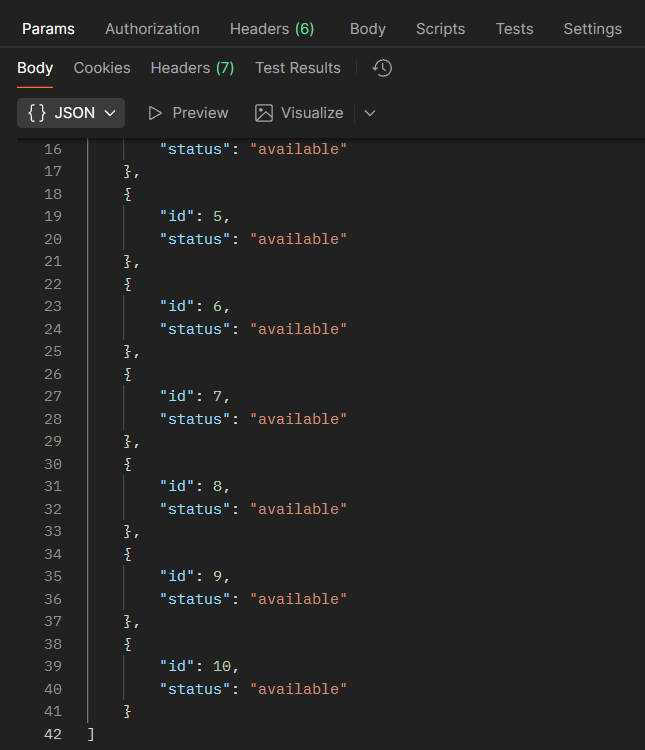 Params Authorization Headers (6) Body Scripts Tests Settings
Body Cookies Headers (7) Test Results
{} JSON Preview Visualize
16 "status": "available"
17 },
18 {
19 "id": 5,
20 "status": "available"
21 },
22 {
23 "id": 6,
24 "status": "available"
25 },
26 {
27 "id": 7,
28 "status": "available"
29 },
30 {
31 "id": 8,
32 "status": "available"
33 },
34 {
35 "id": 9,
36 "status": "available"
37 },
38 {
39 "id": 10,
40 "status": "available"
41 }
42 ]